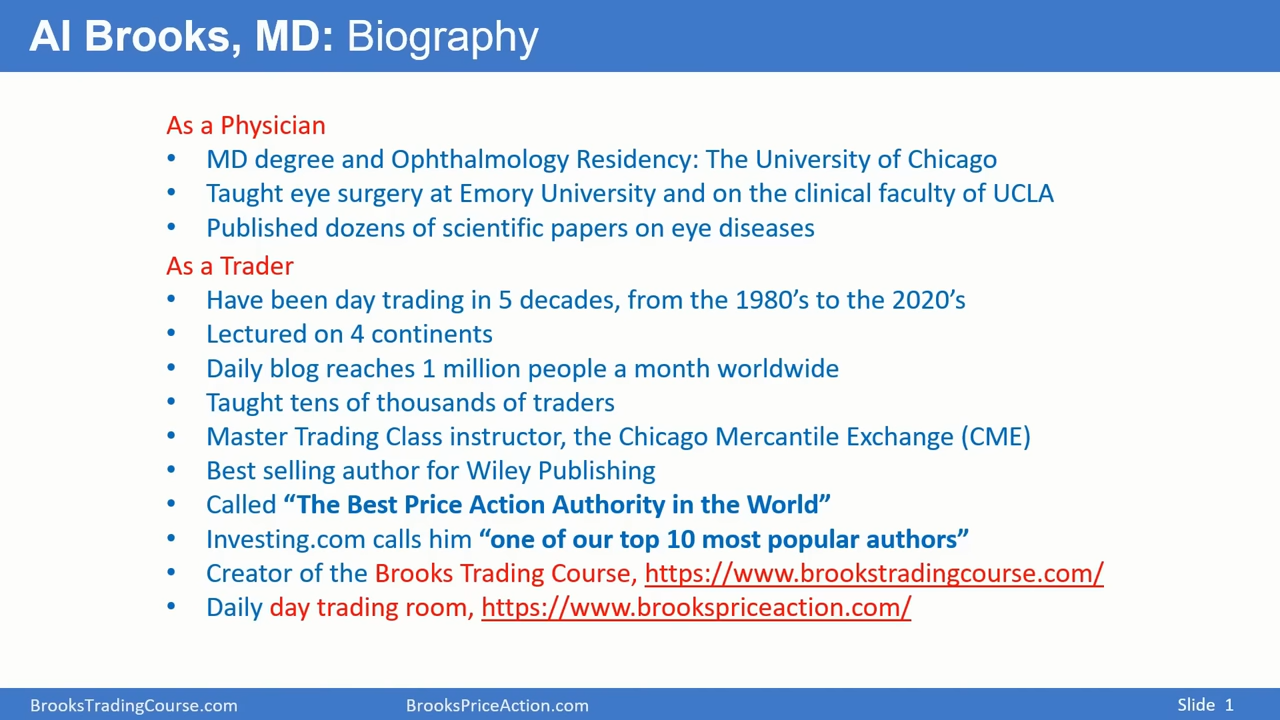 Al Brooks, MD: Biography
As a Physician
• MD degree and Ophthalmology Residency: The University of Chicago
• Taught eye surgery at Emory University and on the clinical faculty of UCLA
• Published dozens of scientific papers on eye diseases
As a Trader
• Have been day trading in 5 decades, from the 1980’s to the 2020’s
• Lectured on 4 continents
• Daily blog reaches 1 million people a month worldwide
• Taught tens of thousands of traders
• Master Trading Class instructor, the Chicago Mercantile Exchange (CME)
• Best selling author for Wiley Publishing
• Called “The Best Price Action Authority in the World”
• Investing.com calls him “one of our top 10 most popular authors”
• Creator of the Brooks Trading Course, https://www.brookstradingcourse.com/
• Daily day trading room, https://www.brookspriceaction.com/
BrooksTradingCourse.com BrooksPriceAction.com Slide 1